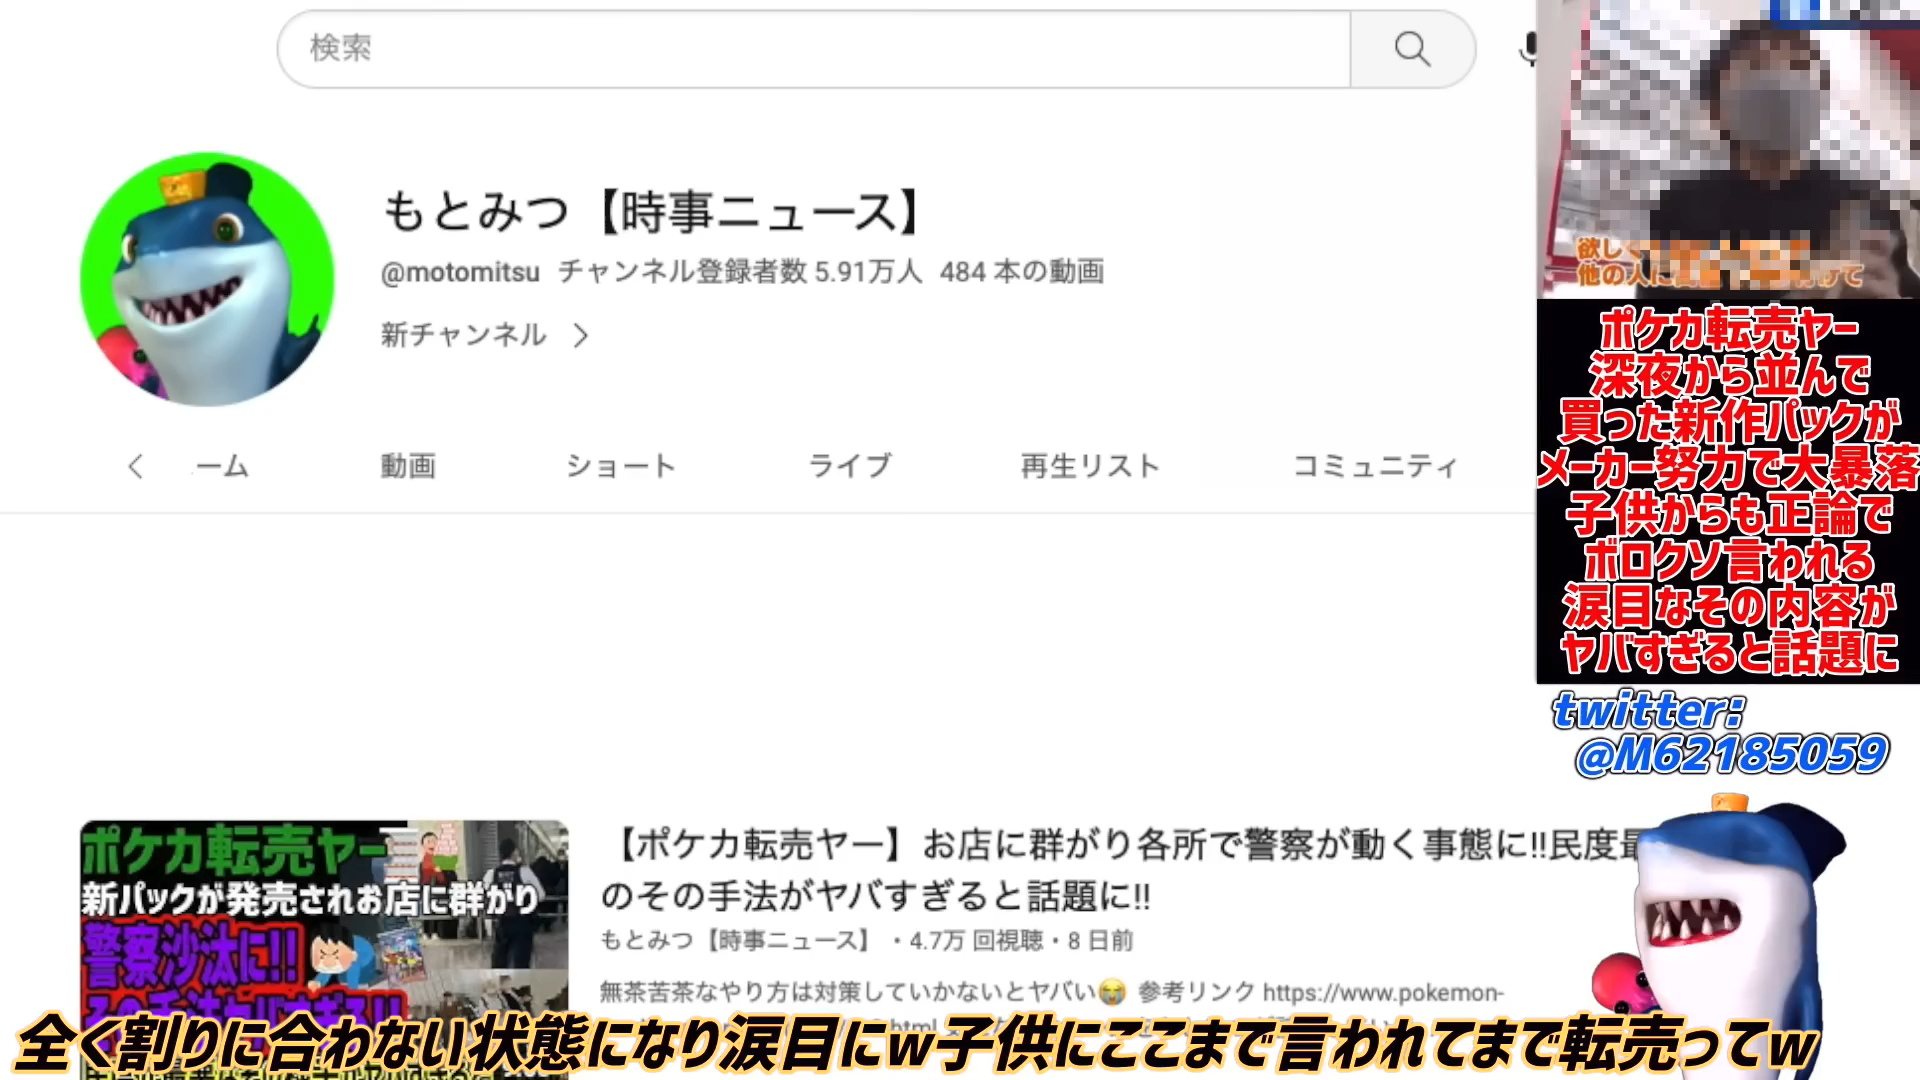 検索
もとみつ【時事ニュース】
@motomitsu チャンネル登録者数 5.91万人 484 本の動画
新チャンネル
ーム 動画 ショート ライブ 再生リスト コミュニティ
欲しく
他の人に
ポケカ転売ヤー
深夜から並んで
買った新作パックが
メーカー努力で大暴落
子供からも正論で
ボロクソ言われる
涙目なその内容が
ヤバすぎると話題に
twitter:
@M62185059
ポケカ転売ヤー
新パックが発売されお店に群がり
警察沙汰に!!
【ポケカ転売ヤー】お店に群がり各所で警察が動く事態に!!民度最
のその手法がヤバすぎると話題に!!
もとみつ【時事ニュース】 ・4.7万 回視聴・8 日前
無茶苦茶なやり方は対策していかないとヤバい😭 参考リンク https://www.pokemon-
全く割りに合わない状態になり涙目にw子供にここまで言われてまで転売ってw